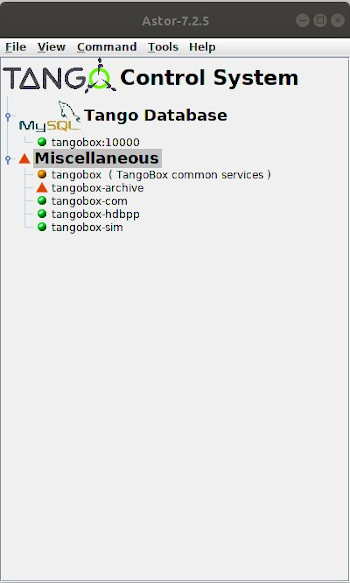 Astor-7.2.5
File View Command Tools Help
TANGO Control System
MySQL Tango Database
tangobox:10000
Miscellaneous
tangobox ( TangoBox common services )
tangobox-archive
tangobox-com
tangobox-hdbpp
tangobox-sim